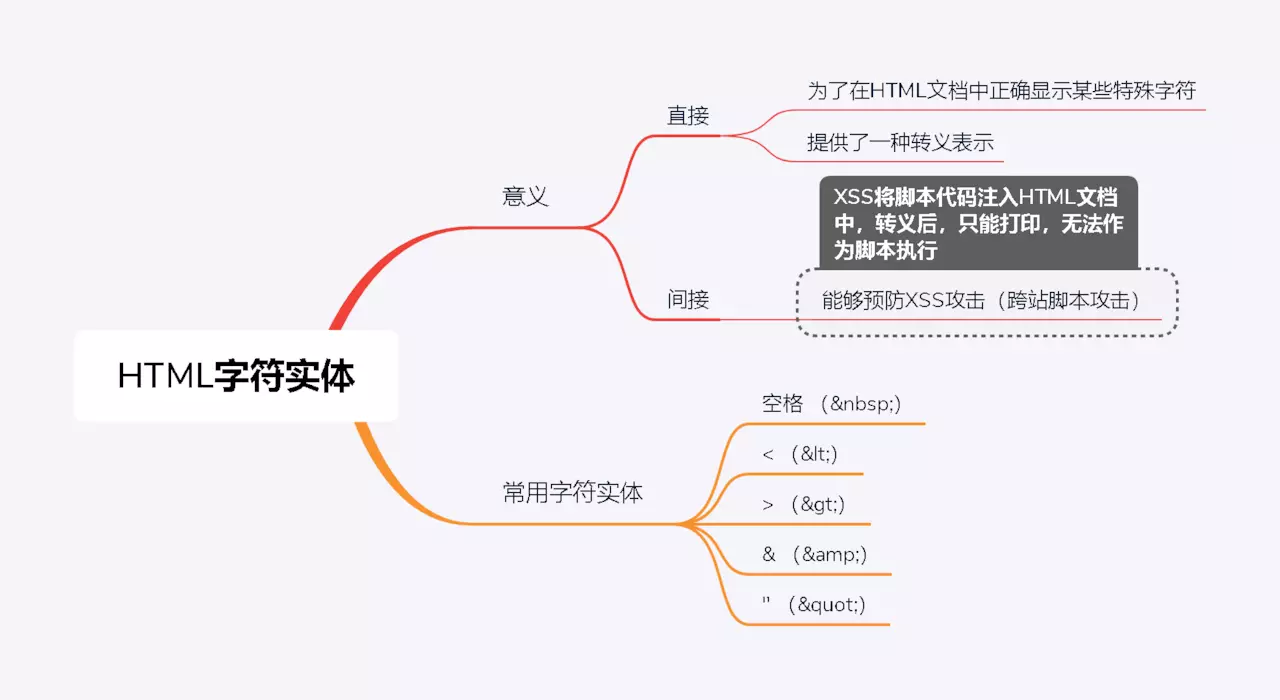 HTML字符实体
意义
直接
为了在HTML文档中正确显示某些特殊字符
提供了一种转义表示
间接
XSS将脚本代码注入HTML文档
中，转义后，只能打印，无法作
为脚本执行
能够预防XSS攻击（跨站脚本攻击）
常用字符实体
空格 （&nbsp;）
< （&lt;）
> （&gt;）
& （&amp;）
" （&quot;）